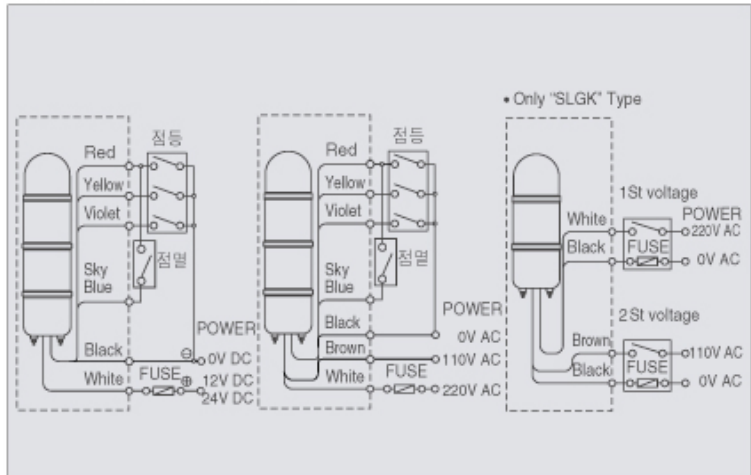 점등
Red
Yellow
Violet
점멸
Sky
Blue
POWER
Black
⊖
0V DC
White
FUSE
⊕
12V DC
24V DC
점등
Red
Yellow
Violet
점멸
Sky
Blue
Black
POWER
0V AC
Brown
110V AC
White
FUSE
220V AC
• Only "SLGK" Type
1St voltage
White
POWER
220V AC
Black
FUSE
0V AC
2St voltage
Brown
110V AC
Black
FUSE
0V AC